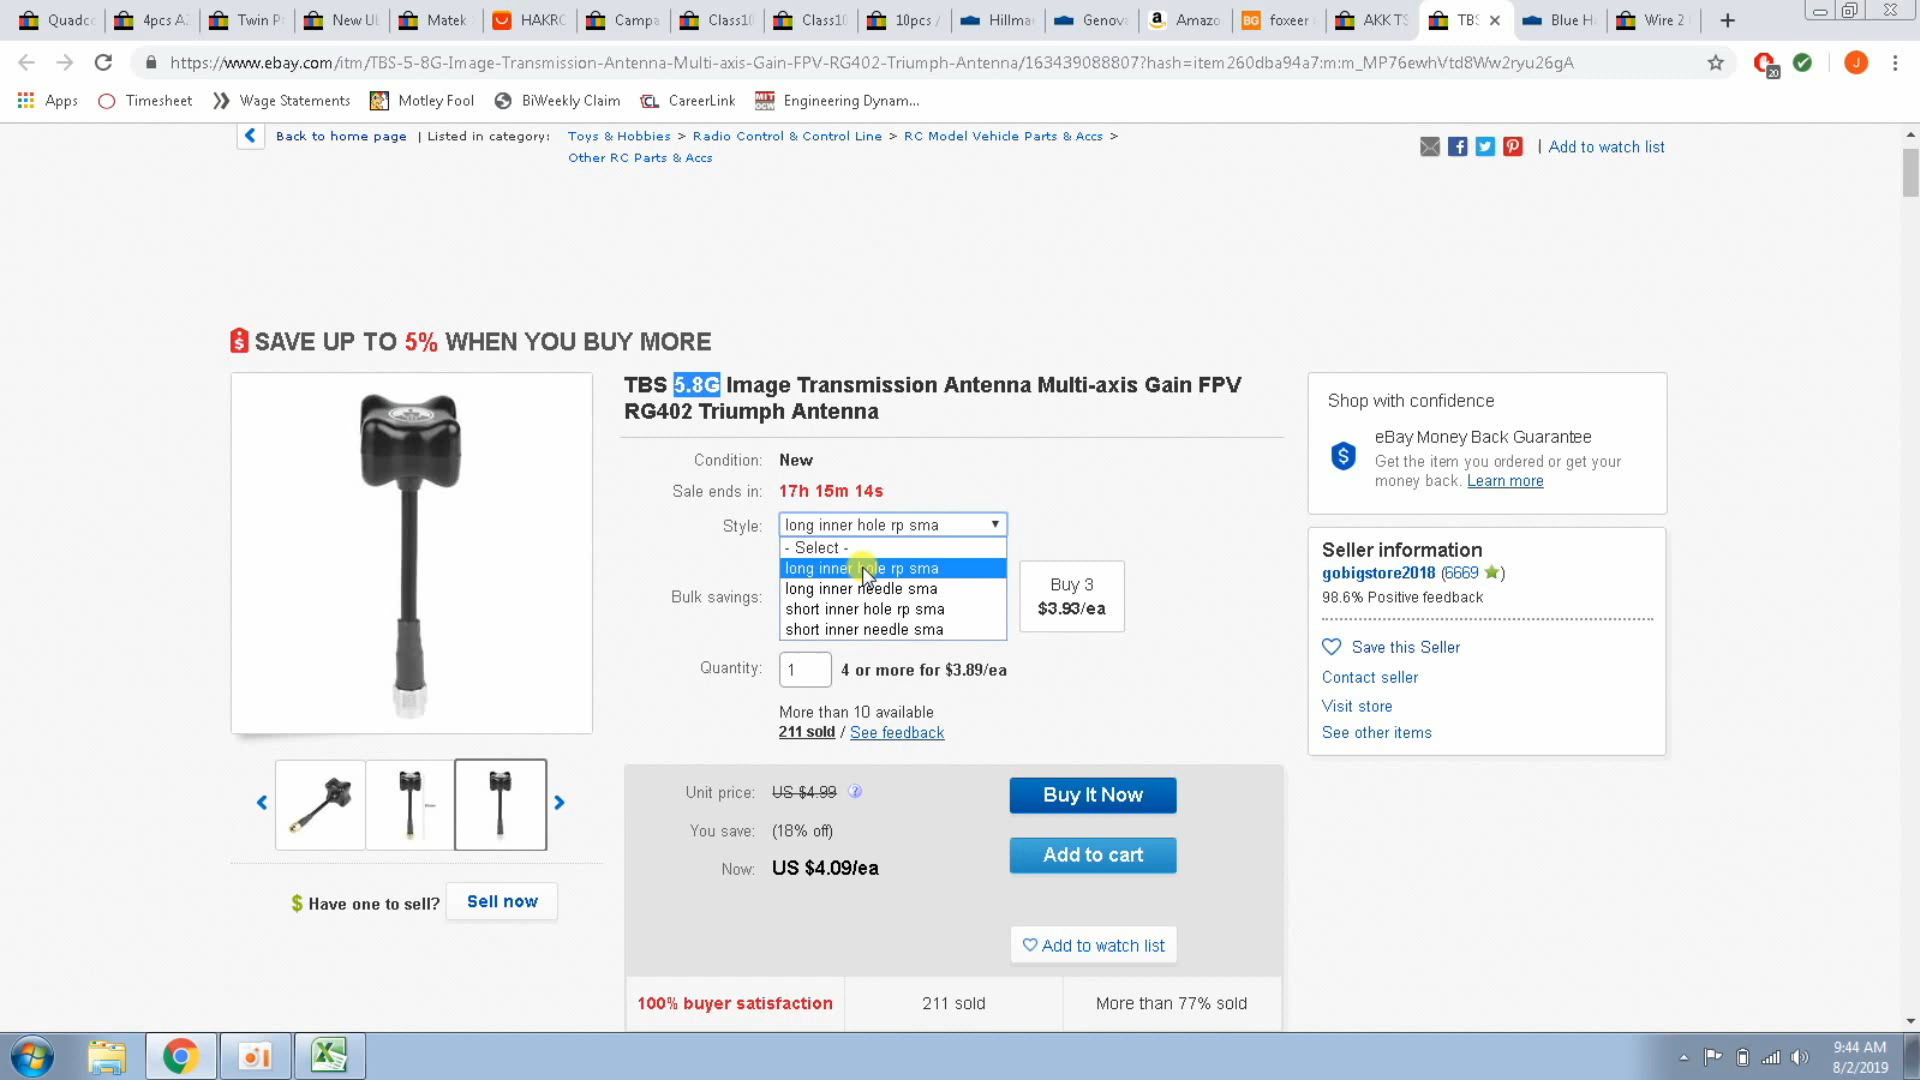 Quadco
4pcs A2
Twin P
New Ul
Matek
HAKRC
Campa
Class10
Class10
10pcs /
Hillma
Genova
Amazo
BG foxeer
AKK TS
TBS
Blue H
Wire 2
https://www.ebay.com/itm/TBS-5-8G-Image-Transmission-Antenna-Multi-axis-Gain-FPV-RG402-Triumph-Antenna/163439088807?hash=item260dba94a7:m:m_MP76ewhVtd8Ww2ryu26gA
20
J
Apps Timesheet Wage Statements Motley Fool BiWeekly Claim CareerLink Engineering Dynam...
Back to home page | Listed in category: Toys & Hobbies > Radio Control & Control Line > RC Model Vehicle Parts & Accs >
Other RC Parts & Accs
| Add to watch list
SAVE UP TO 5% WHEN YOU BUY MORE
TBS 5.8G Image Transmission Antenna Multi-axis Gain FPV
RG402 Triumph Antenna
Condition: New
Sale ends in: 17h 15m 14s
Style: long inner hole rp sma
- Select -
long inner hole rp sma
long inner needle sma
short inner hole rp sma
short inner needle sma
Bulk savings:
Buy 3
$3.93/ea
Quantity: 1 4 or more for $3.89/ea
More than 10 available
211 sold / See feedback
Unit price: US $4.99
You save: (18% off)
Now: US $4.09/ea
Buy It Now
Add to cart
Add to watch list
100% buyer satisfaction
211 sold
More than 77% sold
Have one to sell? Sell now
Shop with confidence
eBay Money Back Guarantee
Get the item you ordered or get your
money back. Learn more
Seller information
gobigstore2018 (6669)
98.6% Positive feedback
Save this Seller
Contact seller
Visit store
See other items
9:44 AM
8/2/2019